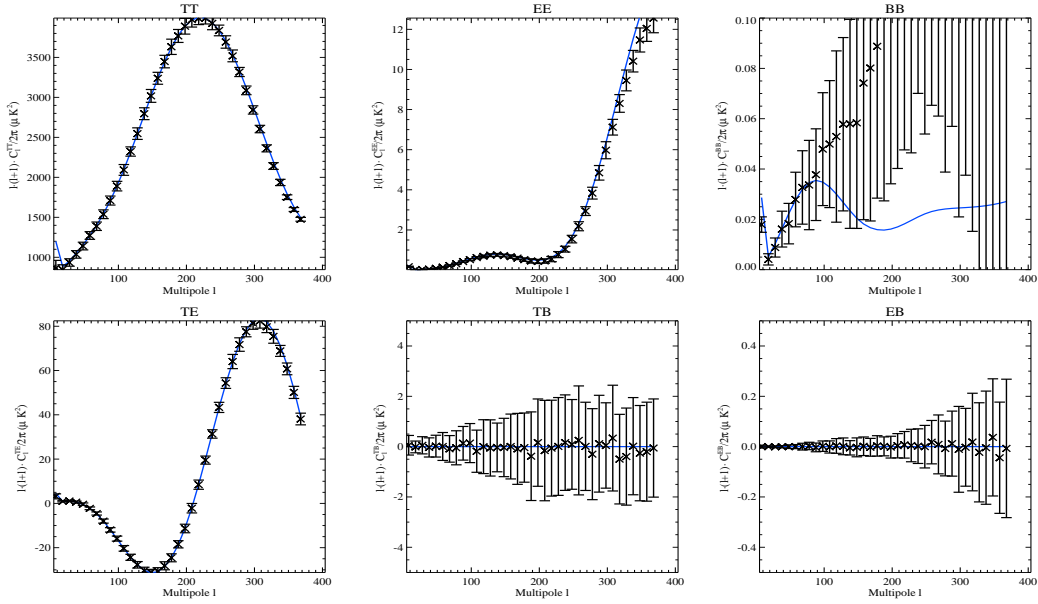 TT
3500
3000
2500
2000
1500
1000
100 200 300 400
Multipole l
l·(l+1)· C_l^TT/2π (μ K²)
EE
12
10
8
6
4
2
100 200 300 400
Multipole l
l·(l+1)· C_l^EE/2π (μ K²)
BB
0.10
0.08
0.06
0.04
0.02
0.00
100 200 300 400
Multipole l
l·(l+1)· C_l^BB/2π (μ K²)
TE
80
60
40
20
0
-20
100 200 300 400
Multipole l
l·(l+1)· C_l^TE/2π (μ K²)
TB
4
2
0
-2
-4
100 200 300 400
Multipole l
l·(l+1)· C_l^TB/2π (μ K²)
EB
0.4
0.2
0.0
-0.2
-0.4
100 200 300 400
Multipole l
l·(l+1)· C_l^EB/2π (μ K²)